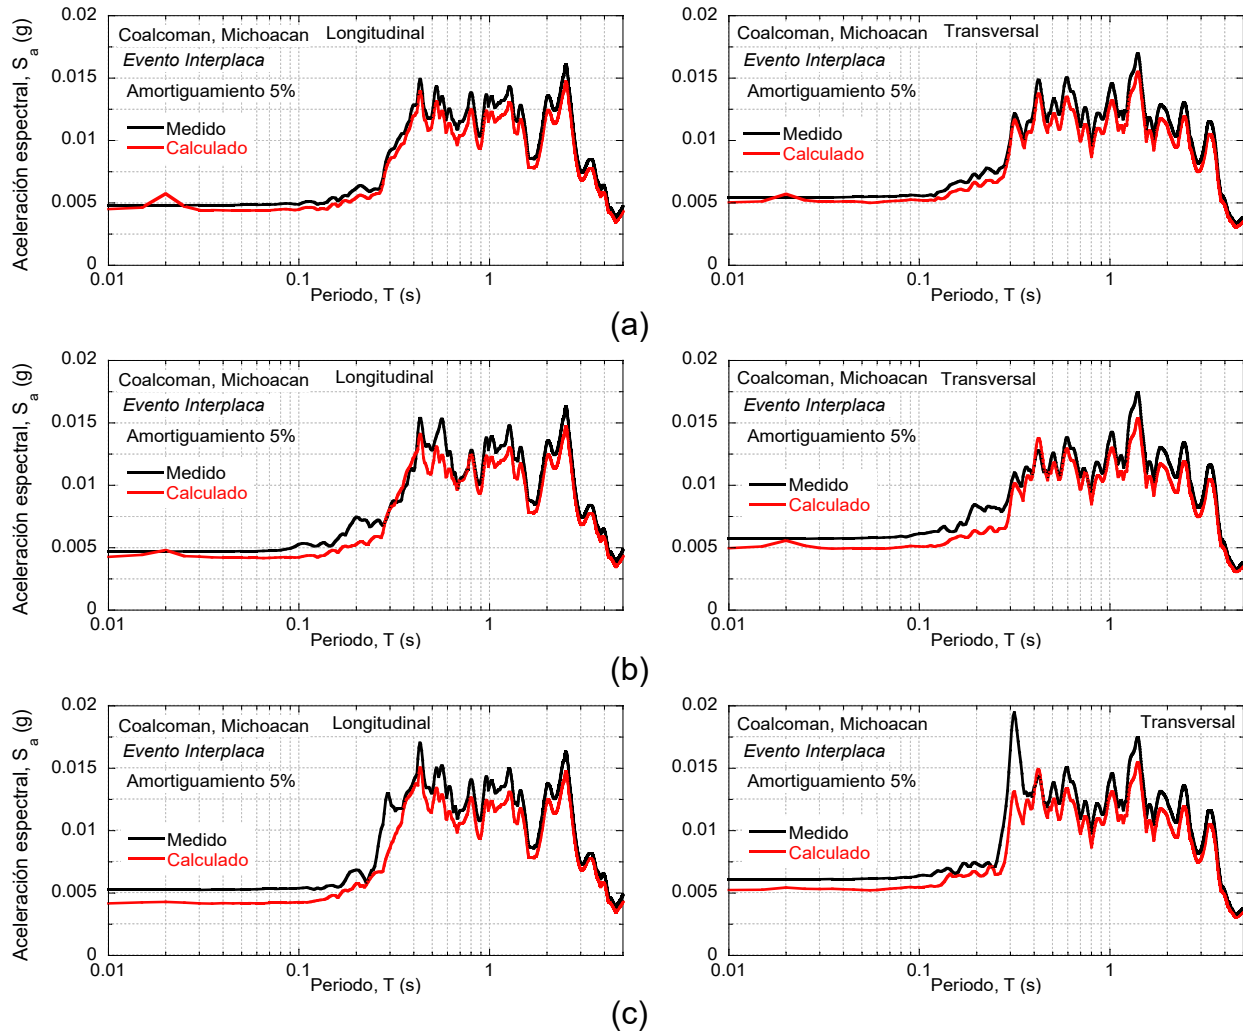 0.02
Coalcoman, Michoacan Longitudinal
Evento Interplaca
Amortiguamiento 5%
Medido
Calculado
0.015
0.01
0.005
0
0.01 0.1 1
Periodo, T (s)
Aceleración espectral, S_a (g)
0.02
Coalcoman, Michoacan Transversal
Evento Interplaca
Amortiguamiento 5%
Medido
Calculado
0.015
0.01
0.005
0
0.01 0.1 1
Periodo, T (s)
(a)
0.02
Coalcoman, Michoacan Longitudinal
Evento Interplaca
Amortiguamiento 5%
Medido
Calculado
0.015
0.01
0.005
0
0.01 0.1 1
Periodo, T (s)
Aceleración espectral, S_a (g)
0.02
Coalcoman, Michoacan Transversal
Evento Interplaca
Amortiguamiento 5%
Medido
Calculado
0.015
0.01
0.005
0
0.01 0.1 1
Periodo, T (s)
(b)
0.02
Coalcoman, Michoacan Longitudinal
Evento Interplaca
Amortiguamiento 5%
Medido
Calculado
0.015
0.01
0.005
0
0.01 0.1 1
Periodo, T (s)
Aceleración espectral, S_a (g)
0.02
Coalcoman, Michoacan Transversal
Evento Interplaca
Amortiguamiento 5%
Medido
Calculado
0.015
0.01
0.005
0
0.01 0.1 1
Periodo, T (s)
(c)